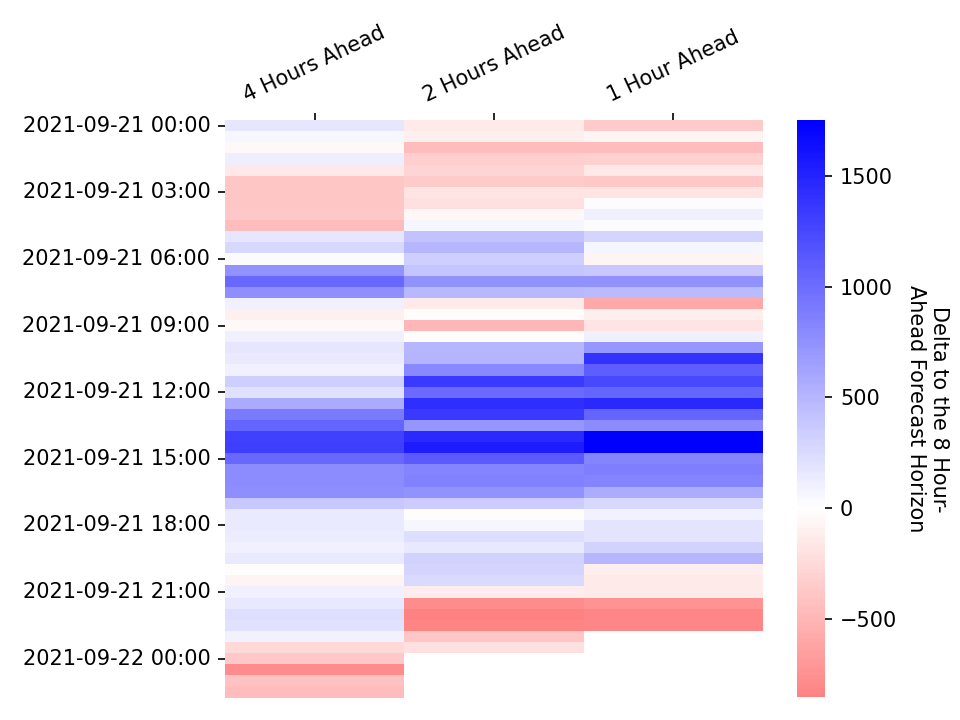 4 Hours Ahead
2 Hours Ahead
1 Hour Ahead
2021-09-21 00:00
2021-09-21 03:00
2021-09-21 06:00
2021-09-21 09:00
2021-09-21 12:00
2021-09-21 15:00
2021-09-21 18:00
2021-09-21 21:00
2021-09-22 00:00
1500
1000
500
0
−500
Delta to the 8 Hour-
Ahead Forecast Horizon